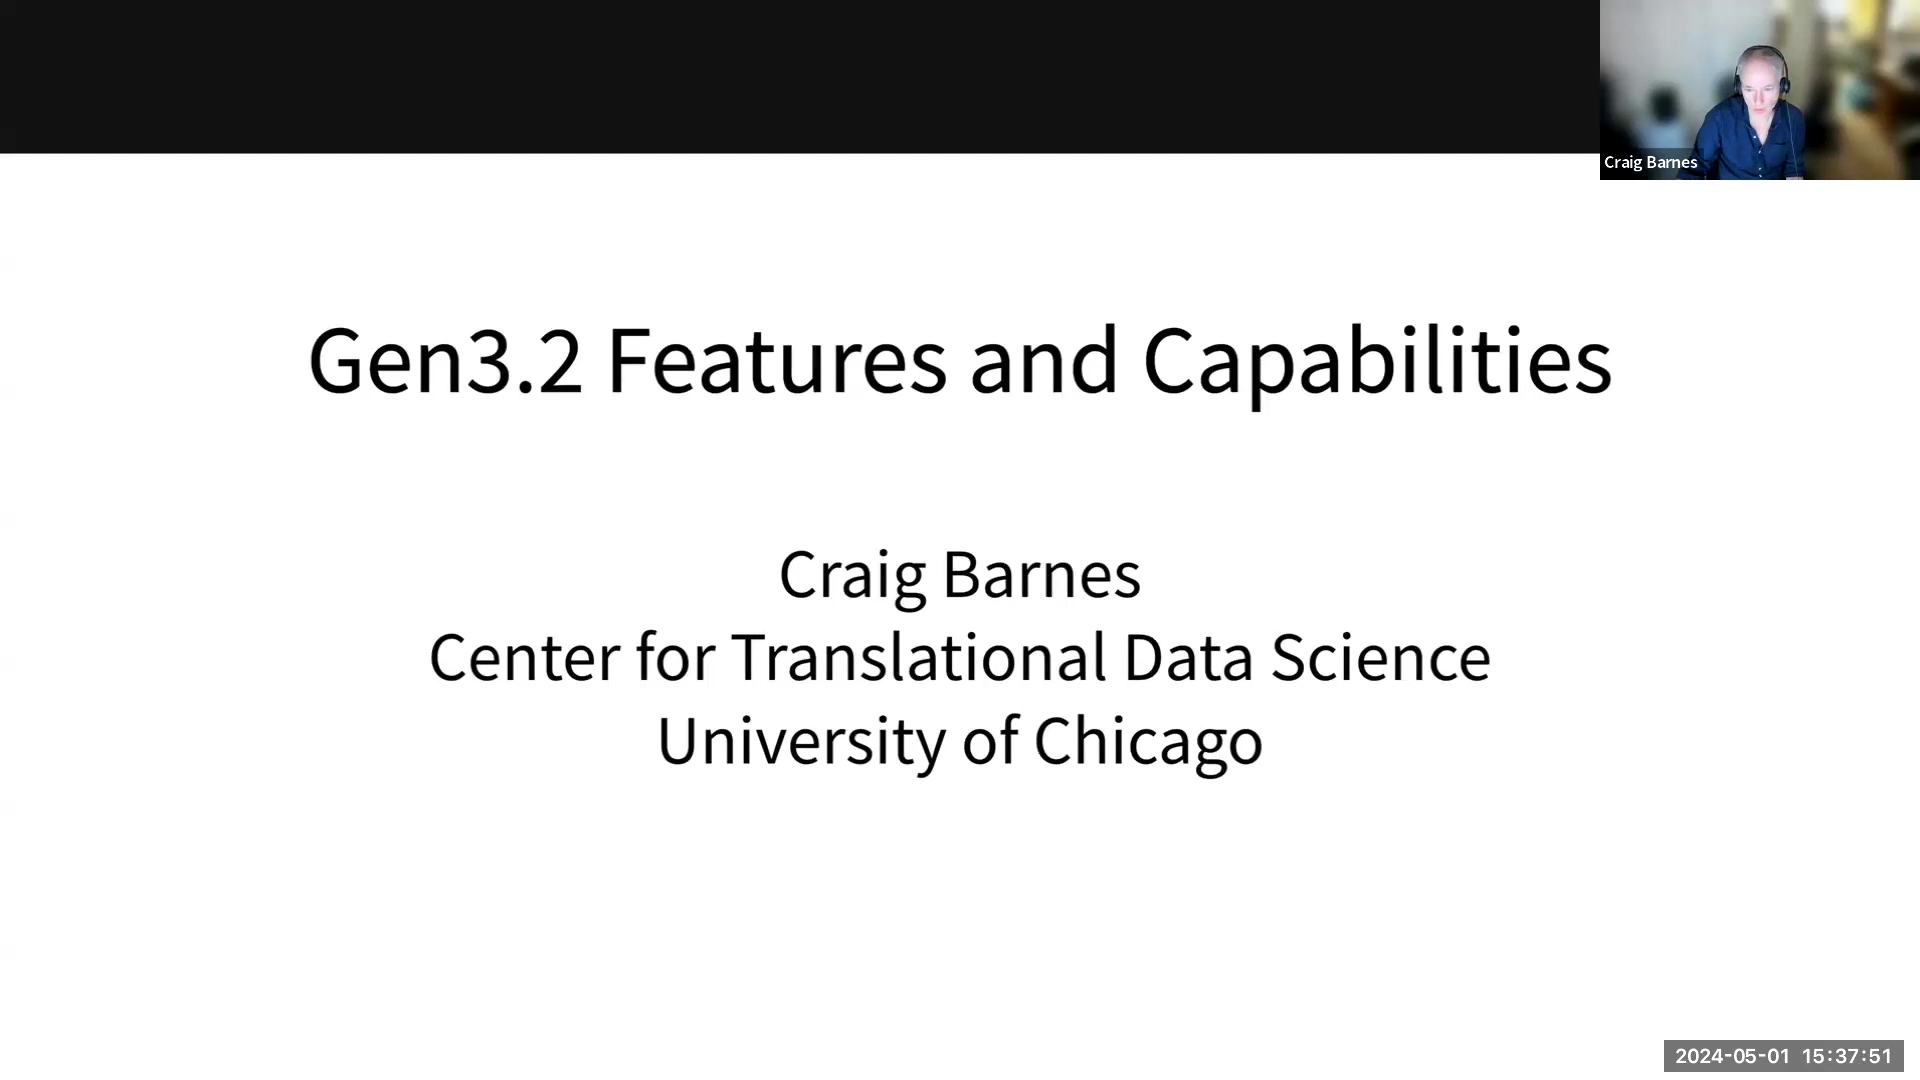 Craig Barnes
Gen3.2 Features and Capabilities
Craig Barnes
Center for Translational Data Science
University of Chicago
2024-05-01 15:37:51